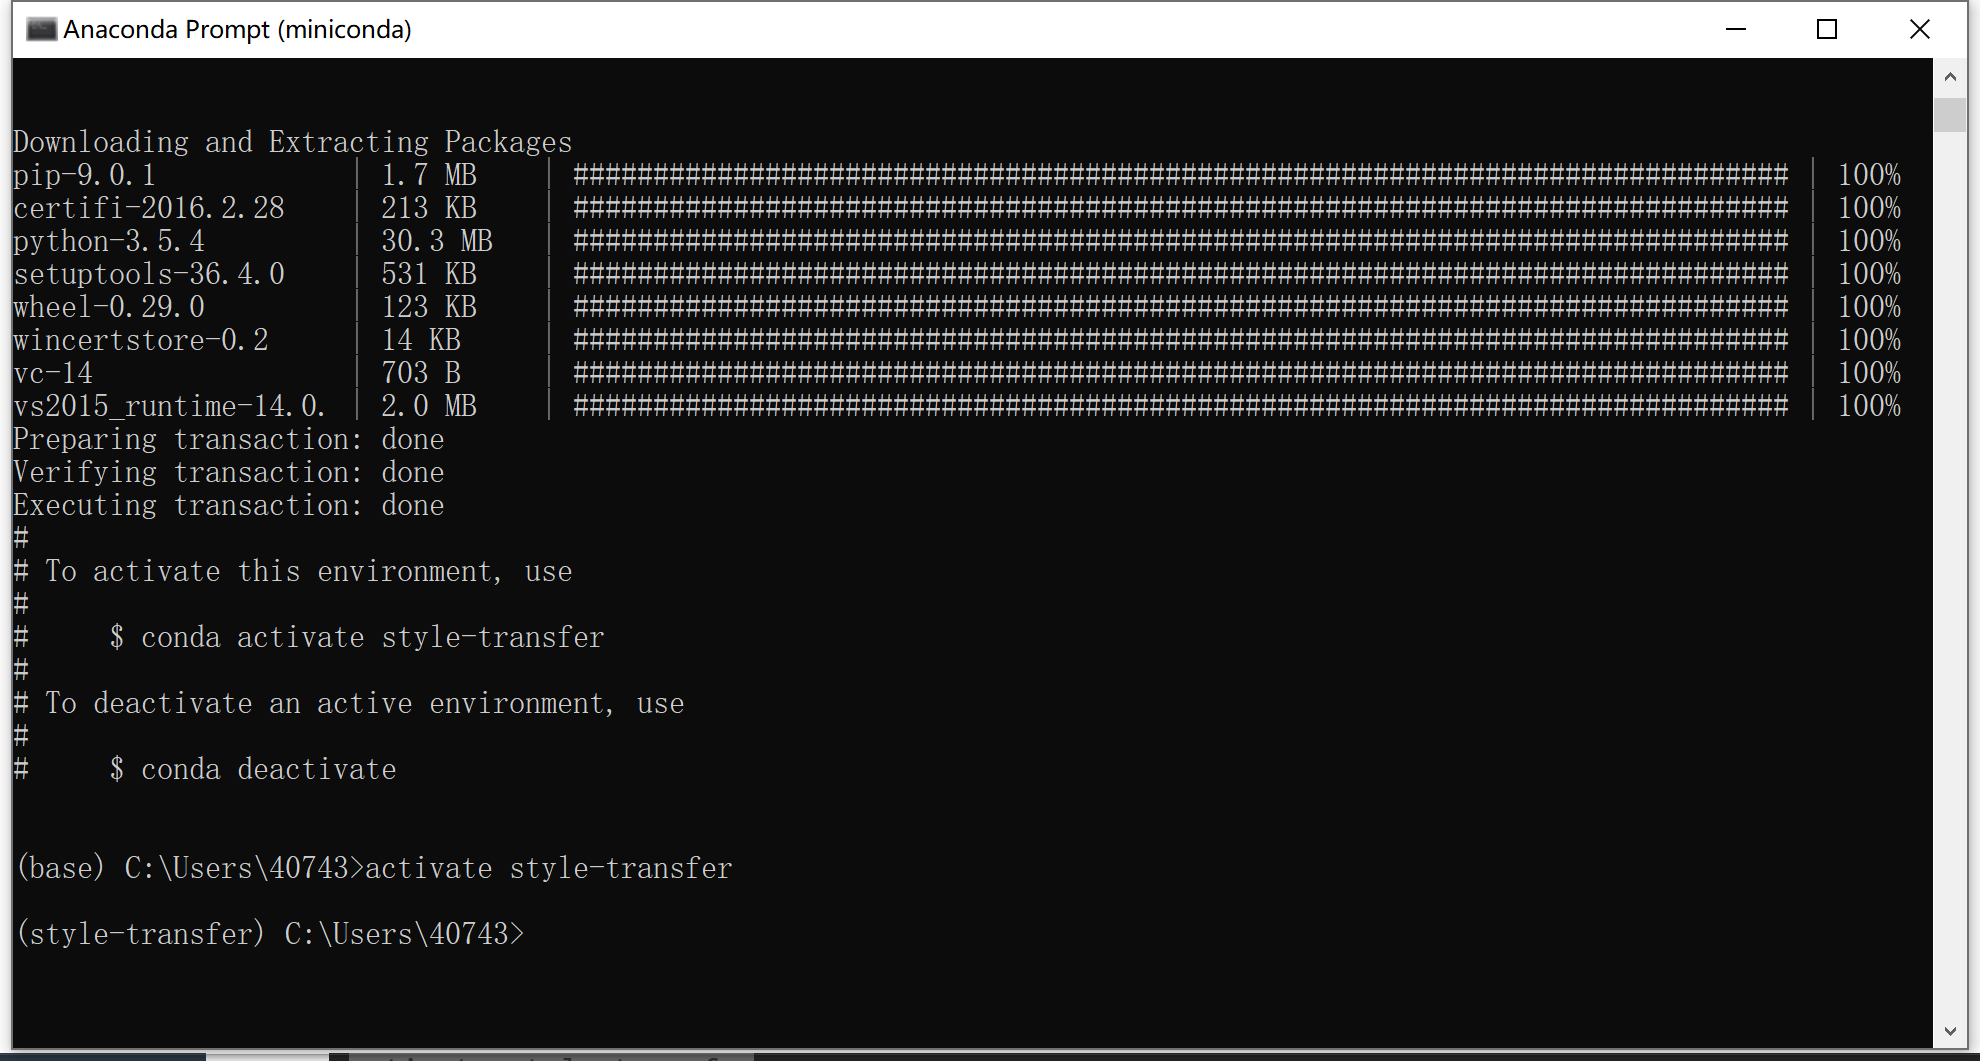 Anaconda Prompt (miniconda)
Downloading and Extracting Packages
pip-9.0.1 | 1.7 MB | ############################################################################ | 100%
certifi-2016.2.28 | 213 KB | ############################################################################ | 100%
python-3.5.4 | 30.3 MB | ############################################################################ | 100%
setuptools-36.4.0 | 531 KB | ############################################################################ | 100%
wheel-0.29.0 | 123 KB | ############################################################################ | 100%
wincertstore-0.2 | 14 KB | ############################################################################ | 100%
vc-14 | 703 B | ############################################################################ | 100%
vs2015_runtime-14.0. | 2.0 MB | ############################################################################ | 100%
Preparing transaction: done
Verifying transaction: done
Executing transaction: done
#
# To activate this environment, use
#
#     $ conda activate style-transfer
#
# To deactivate an active environment, use
#
#     $ conda deactivate
(base) C:\Users\40743>activate style-transfer
(style-transfer) C:\Users\40743>